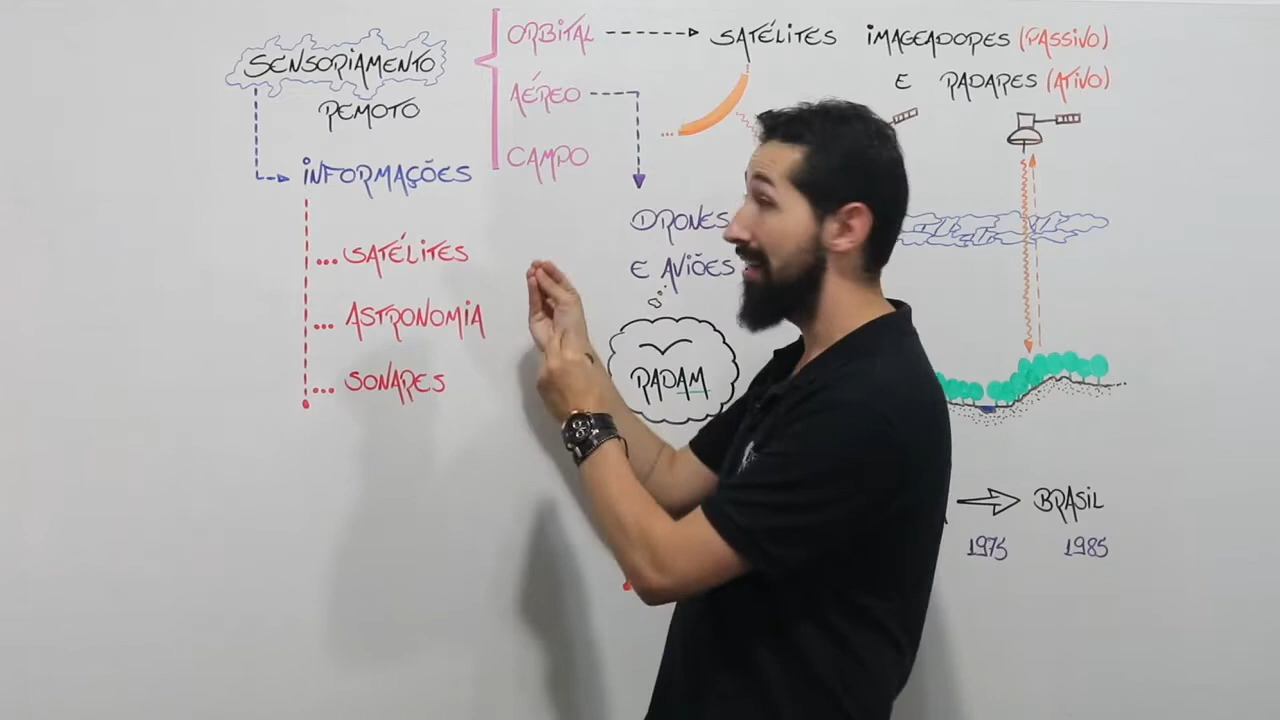 SENSORIAMENTO
REMOTO
INFORMAÇÕES
... SATÉLITES
... ASTRONOMIA
... SONARES
ORBITAL
AÉREO
CAMPO
SATÉLITES IMAGEADORES (PASSIVO)
E RADARES (ATIVO)
DRONES
E AVIÕES
RADAM
BRASIL
1975 1985